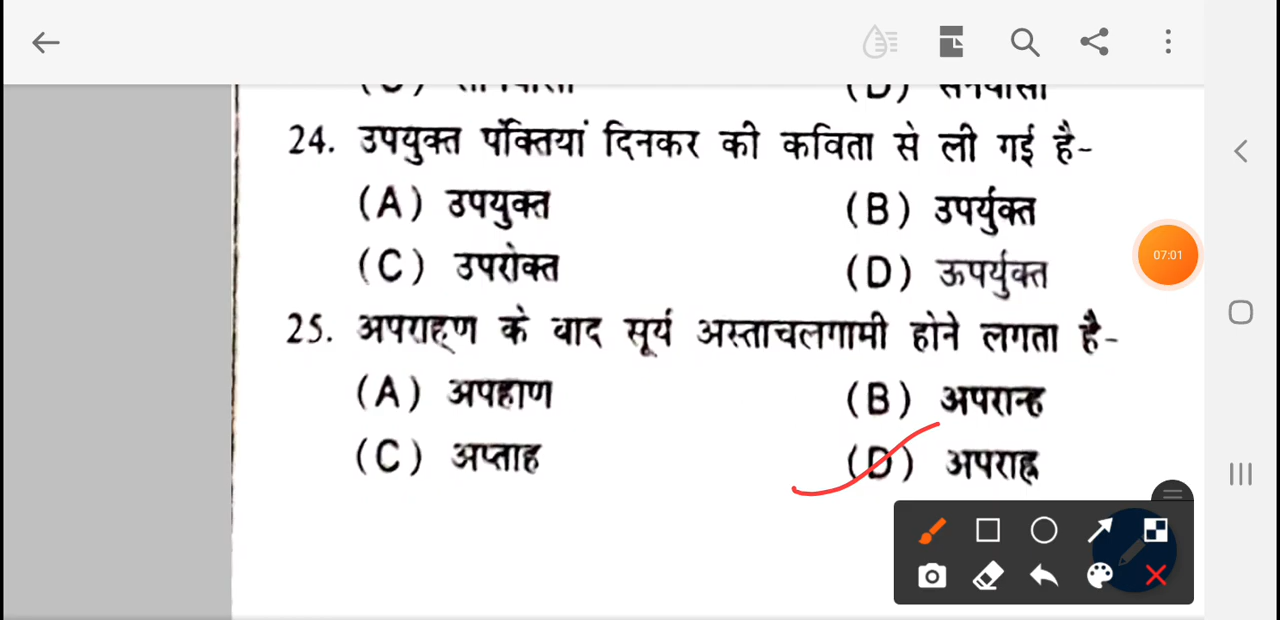 24. उपयुक्त पंक्तियां दिनकर की कविता से ली गई है-
(A) उपयुक्त (B) उपर्युक्त
(C) उपरोक्त (D) ऊपर्युक्त
07:01
25. अपराह्ण के बाद सूर्य अस्ताचलगामी होने लगता है-
(A) अपहाण (B) अपरान्ह
(C) अप्ताह (D) अपराह्न